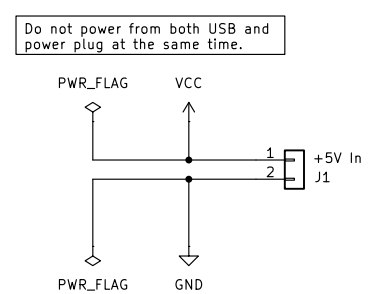 Do not power from both USB and
power plug at the same time.
PWR_FLAG
VCC
1
+5V In
2
J1
PWR_FLAG
GND